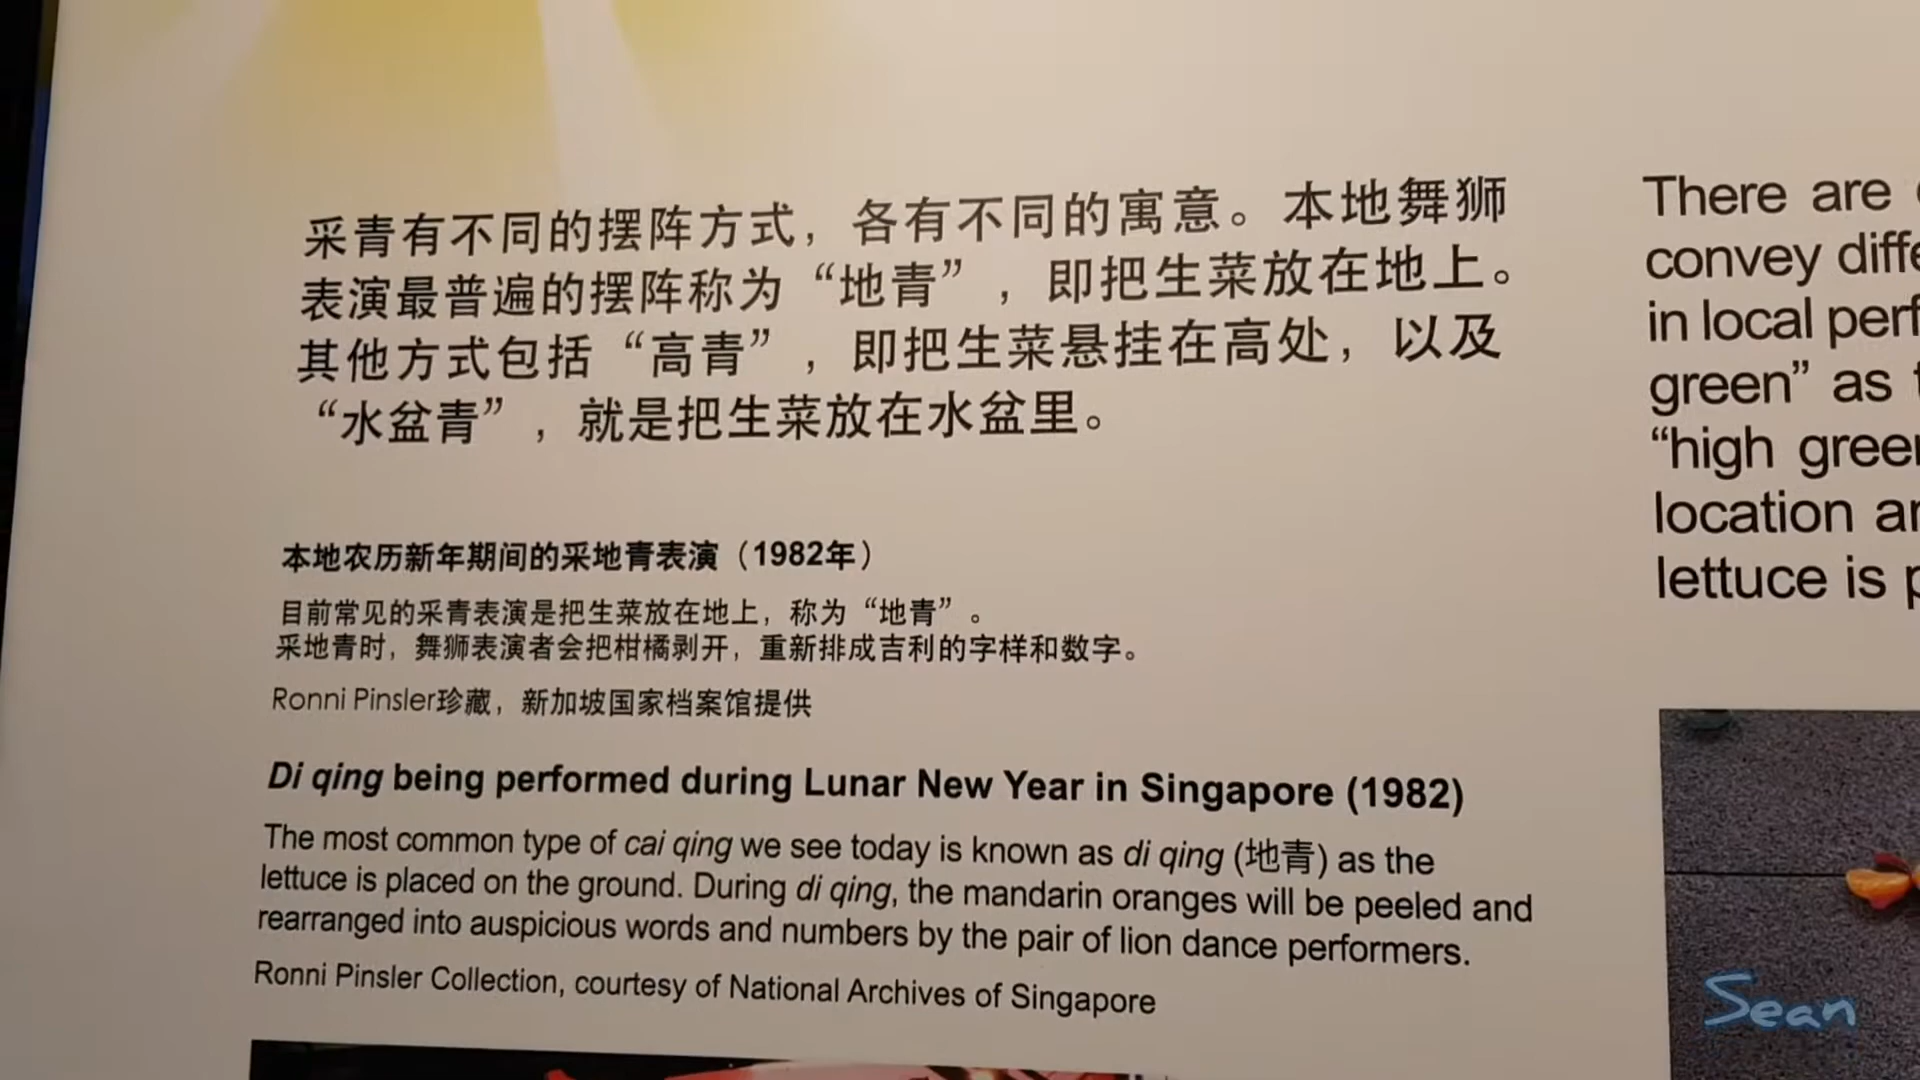 采青有不同的摆阵方式，各有不同的寓意。本地舞狮
表演最普遍的摆阵称为“地青”，即把生菜放在地上。
其他方式包括“高青”，即把生菜悬挂在高处，以及
“水盆青”，就是把生菜放在水盆里。
本地农历新年期间的采地青表演（1982年）
目前常见的采青表演是把生菜放在地上，称为“地青”。
采地青时，舞狮表演者会把柑橘剥开，重新排成吉利的字样和数字。
Ronni Pinsler珍藏，新加坡国家档案馆提供
Di qing being performed during Lunar New Year in Singapore (1982)
The most common type of cai qing we see today is known as di qing (地青) as the
lettuce is placed on the ground. During di qing, the mandarin oranges will be peeled and
rearranged into auspicious words and numbers by the pair of lion dance performers.
Ronni Pinsler Collection, courtesy of National Archives of Singapore
There are
convey
in local
green” as
“high
location
lettuce is
Sean